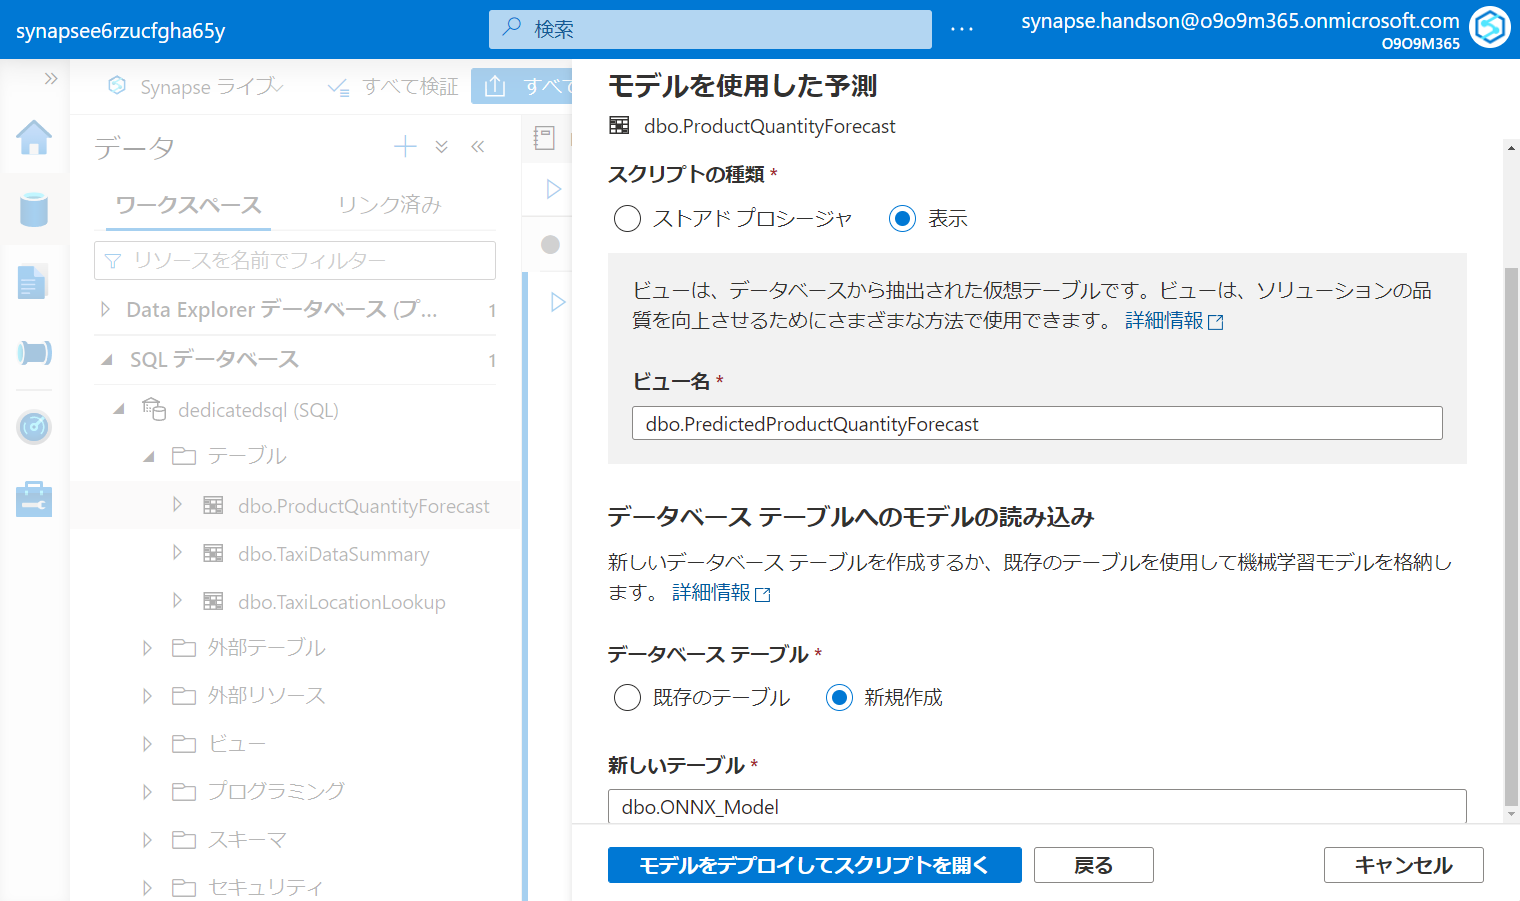 synapsee6rzucfgha65y
検索
synapse.handson@o9o9m365.onmicrosoft.com
O9O9M365
Synapse ライブ
すべて検証
すべて
データ
ワークスペース
リンク済み
リソースを名前でフィルター
Data Explorer データベース (プ... 1
SQL データベース 1
dedicatedsql (SQL)
テーブル
dbo.ProductQuantityForecast
dbo.TaxiDataSummary
dbo.TaxiLocationLookup
外部テーブル
外部リソース
ビュー
プログラミング
スキーマ
セキュリティ
モデルを使用した予測
dbo.ProductQuantityForecast
スクリプトの種類 *
ストアド プロシージャ
表示
ビューは、データベースから抽出された仮想テーブルです。ビューは、ソリューションの品
質を向上させるためにさまざまな方法で使用できます。 詳細情報
ビュー名 *
dbo.PredictedProductQuantityForecast
データベース テーブルへのモデルの読み込み
新しいデータベース テーブルを作成するか、既存のテーブルを使用して機械学習モデルを格納し
ます。 詳細情報
データベース テーブル *
既存のテーブル
新規作成
新しいテーブル *
dbo.ONNX_Model
モデルをデプロイしてスクリプトを開く
戻る
キャンセル